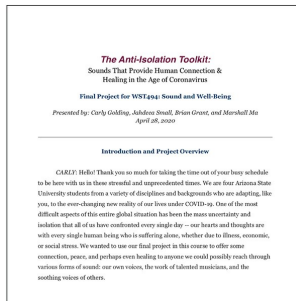 The Anti-Isolation Toolkit:
Sounds That Provide Human Connection &
Healing in the Age of Coronavirus
Final Project for WST494: Sound and Well-Being
Presented by: Carly Golding, Jahdeca Small, Brian Grant, and Marshall Ma
April 28, 2020
Introduction and Project Overview
CARLY: Hello! Thank you so much for taking the time out of your busy schedule
to be here with us in these stressful and unprecedented times. We are four Arizona State
University students from a variety of disciplines and backgrounds who are adapting, like
you, to the ever-changing new reality of our lives under COVID-19. One of the most
difficult aspects of this entire global situation has been the mass uncertainty and
isolation that all of us have confronted every single day -- our hearts and thoughts are
with every single human being who is suffering alone, whether due to illness, economic,
or social stress. We wanted to use our final project in this course to offer some
connection, peace, and perhaps even healing to anyone we could possibly reach through
various forms of sound: our own voices, the work of talented musicians, and the
soothing voices of others.